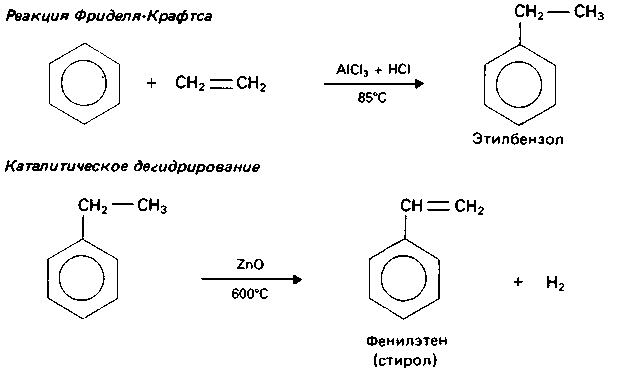 Реакция Фриделя-Крафтса
CH₂—CH₃
+ CH₂=CH₂
AlCl₃ + HCl
85°C
Этилбензол
Каталитическое дегидрирование
CH₂—CH₃
CH=CH₂
ZnO
600°C
+ H₂
Фенилэтен
(стирол)